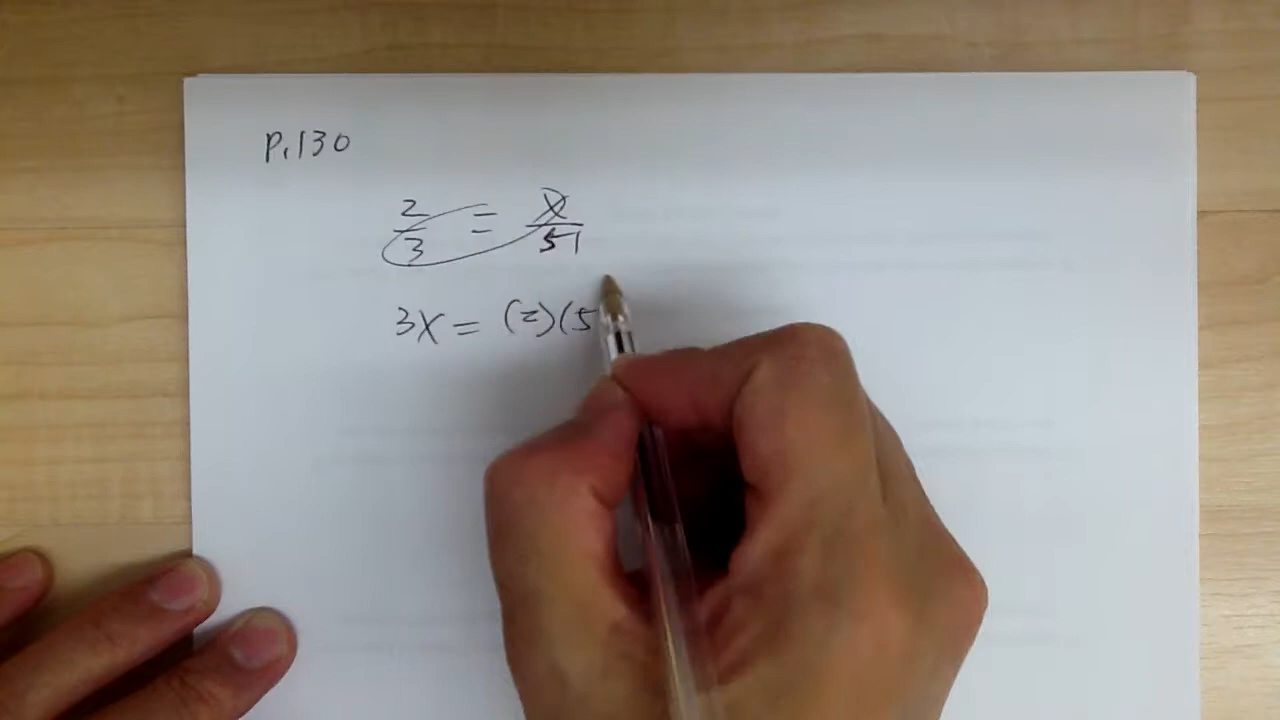 P.130
2/3 = x/51
3x = (2)(5